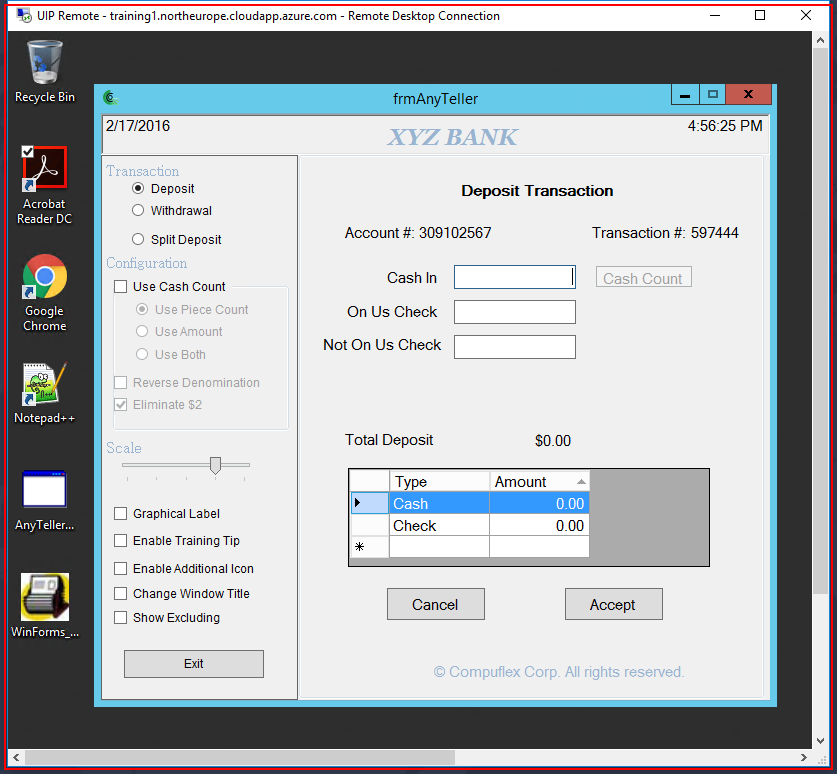 UIP Remote - training1.northeurope.cloudapp.azure.com - Remote Desktop Connection
Recycle Bin
Acrobat
Reader DC
Google
Chrome
Notepad++
AnyTeller...
WinForms_...
frmAnyTeller
2/17/2016
XYZ BANK
4:56:25 PM
Transaction
Deposit
Withdrawal
Split Deposit
Configuration
Use Cash Count
Use Piece Count
Use Amount
Use Both
Reverse Denomination
Eliminate $2
Scale
Graphical Label
Enable Training Tip
Enable Additional Icon
Change Window Title
Show Excluding
Exit
Deposit Transaction
Account #: 309102567 Transaction #: 597444
Cash In Cash Count
On Us Check
Not On Us Check
Total Deposit $0.00
Type Amount
Cash 0.00
Check 0.00
Cancel Accept
© Compuflex Corp. All rights reserved.